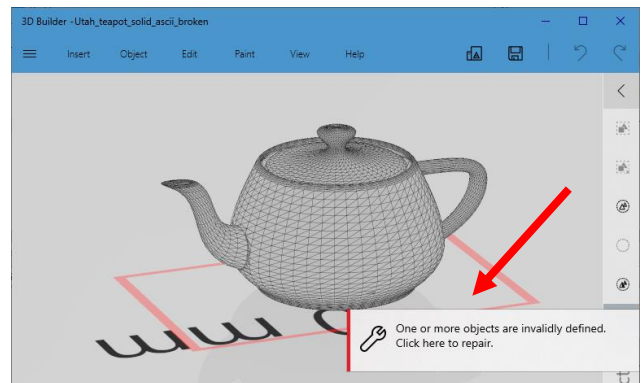 3D Builder -Utah_teapot_solid_ascii_broken
Insert Object Edit Paint View Help
mm
One or more objects are invalidly defined.
Click here to repair.